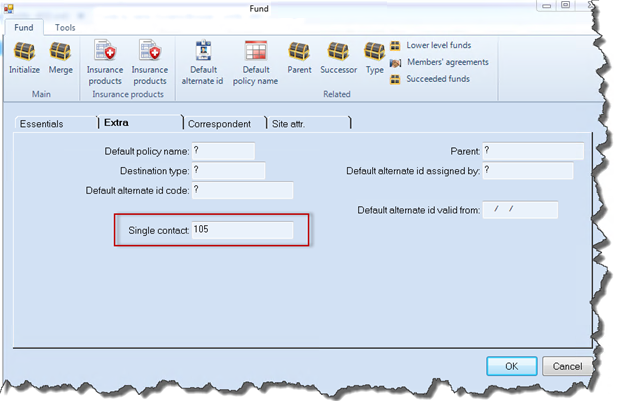 Fund
Fund Tools
Initialize Merge Insurance products Insurance products Default alternate id Default policy name Parent Successor Type Lower level funds
Members' agreements
Succeeded funds
Main Insurance products Related
Essentials Extra Correspondent Site attr.
Default policy name: ? Parent: ?
Destination type: ? Default alternate id assigned by: ?
Default alternate id code: ?
Default alternate id valid from: / /
Single contact: 105
OK Cancel